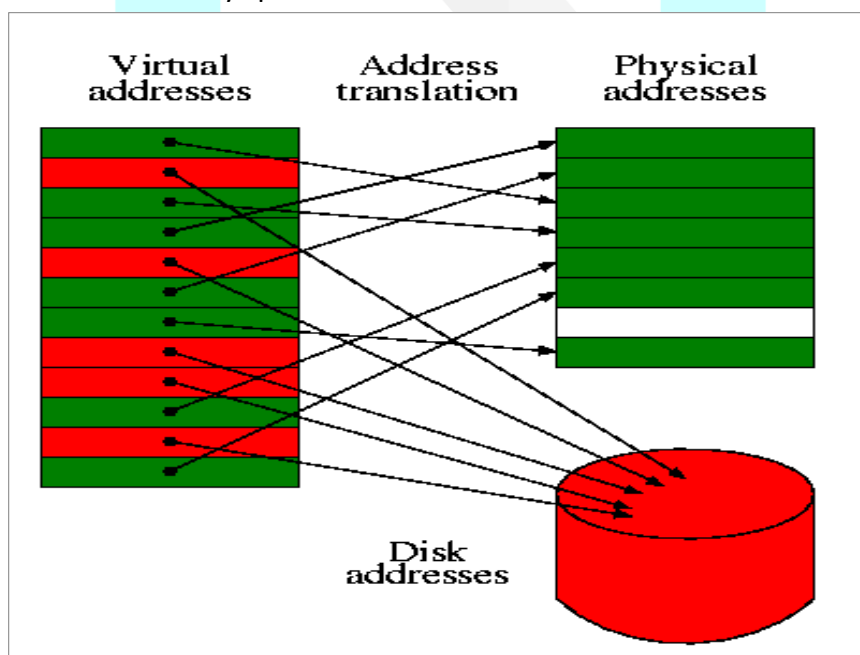 Virtual
addresses
Address
translation
Physical
addresses
Disk
addresses